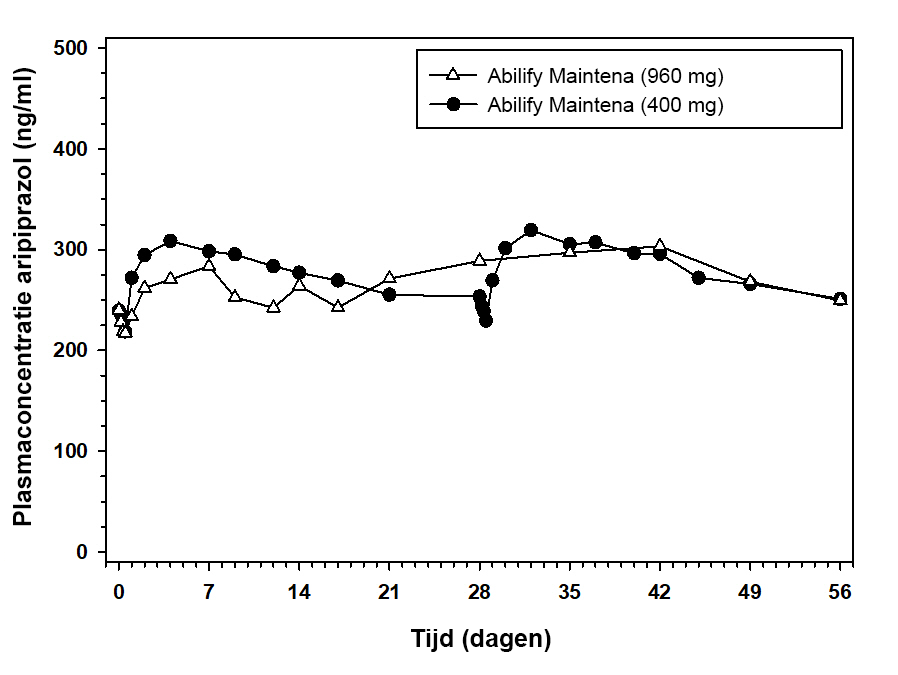 Plasmaconcentratie aripiprazol (ng/ml)
500
400
300
200
100
0
Abilify Maintena (960 mg)
Abilify Maintena (400 mg)
0 7 14 21 28 35 42 49 56
Tijd (dagen)